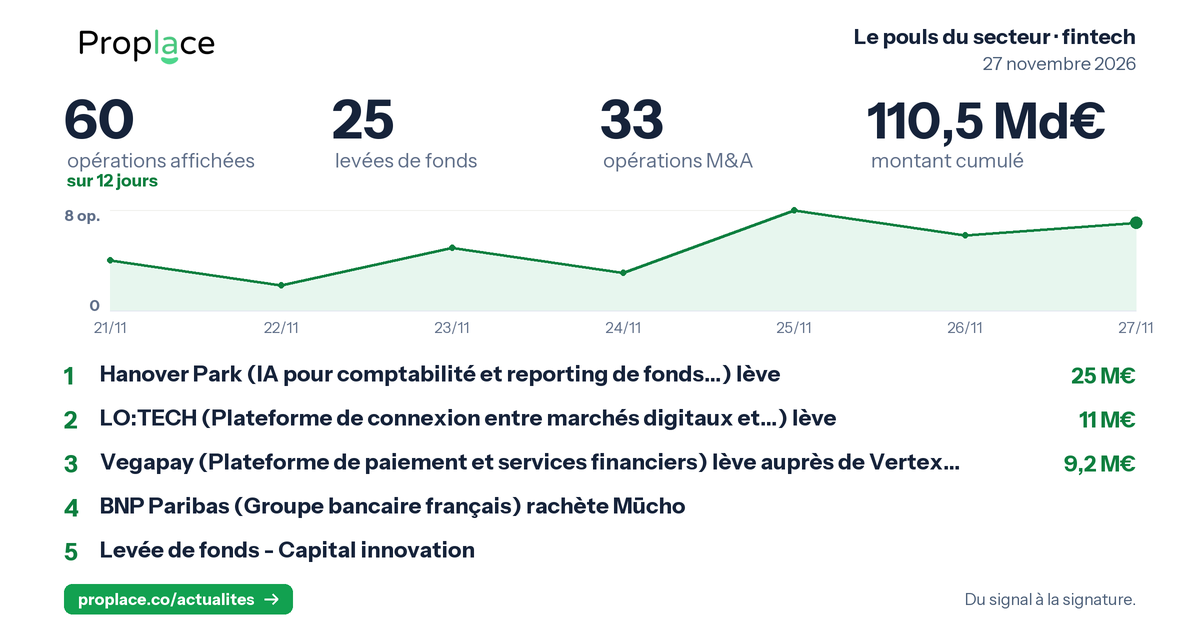 Proplace
Le pouls du secteur · fintech
27 novembre 2026
60
opérations affichées
sur 12 jours
25
levées de fonds
33
opérations M&A
110,5 Md€
montant cumulé
8 op.
0
21/11
22/11
23/11
24/11
25/11
26/11
27/11
1 Hanover Park (IA pour comptabilité et reporting de fonds...) lève 25 M€
2 LO:TECH (Plateforme de connexion entre marchés digitaux et...) lève 11 M€
3 Vegapay (Plateforme de paiement et services financiers) lève auprès de Vertex... 9,2 M€
4 BNP Paribas (Groupe bancaire français) rachète Mūcho
5 Levée de fonds - Capital innovation
proplace.co/actualites →
Du signal à la signature.